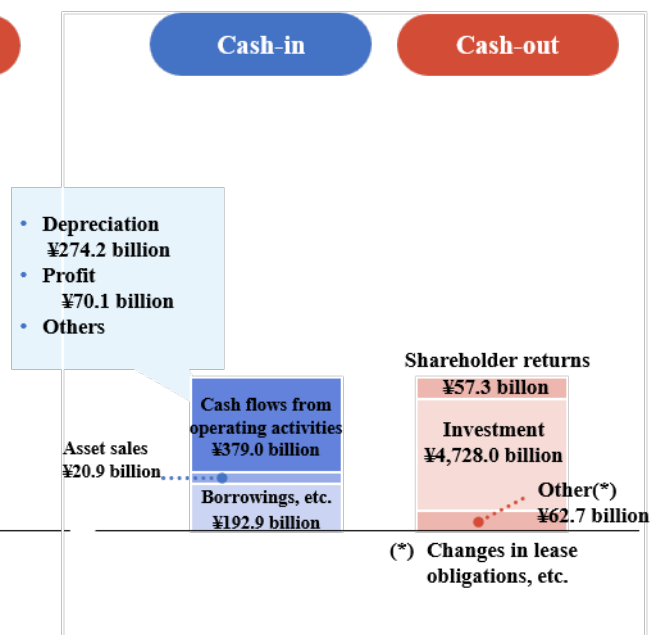 Cash-in
Cash-out
• Depreciation
¥274.2 billion
• Profit
¥70.1 billion
• Others
Shareholder returns
¥57.3 billon
Cash flows from
operating activities
¥379.0 billion
Investment
¥4,728.0 billion
Asset sales
¥20.9 billion
Borrowings, etc.
¥192.9 billion
Other(*)
¥62.7 billion
(*) Changes in lease
obligations, etc.